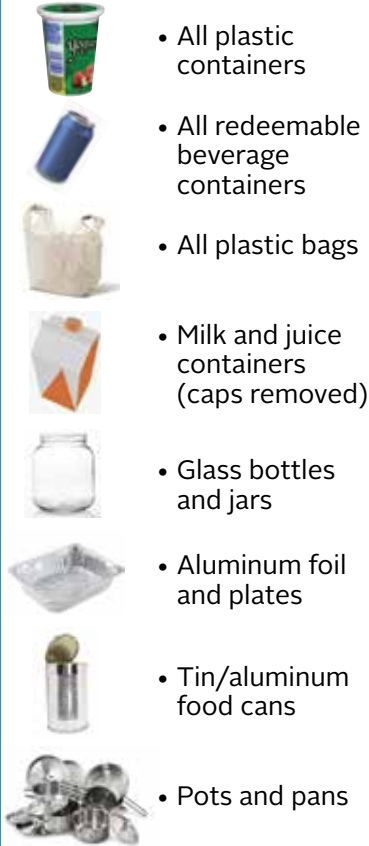 • All plastic
containers
• All redeemable
beverage
containers
• All plastic bags
• Milk and juice
containers
(caps removed)
• Glass bottles
and jars
• Aluminum foil
and plates
• Tin/aluminum
food cans
• Pots and pans